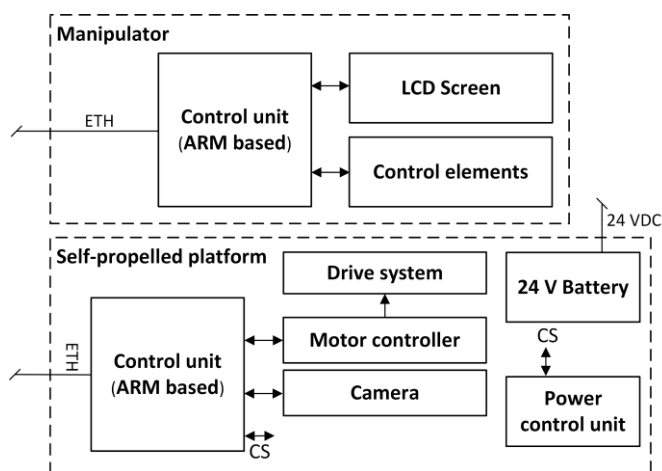 Manipulator
ETH
Control unit
(ARM based)
LCD Screen
Control elements
24 VDC
Self-propelled platform
ETH
Control unit
(ARM based)
Drive system
Motor controller
Camera
CS
24 V Battery
CS
Power
control unit